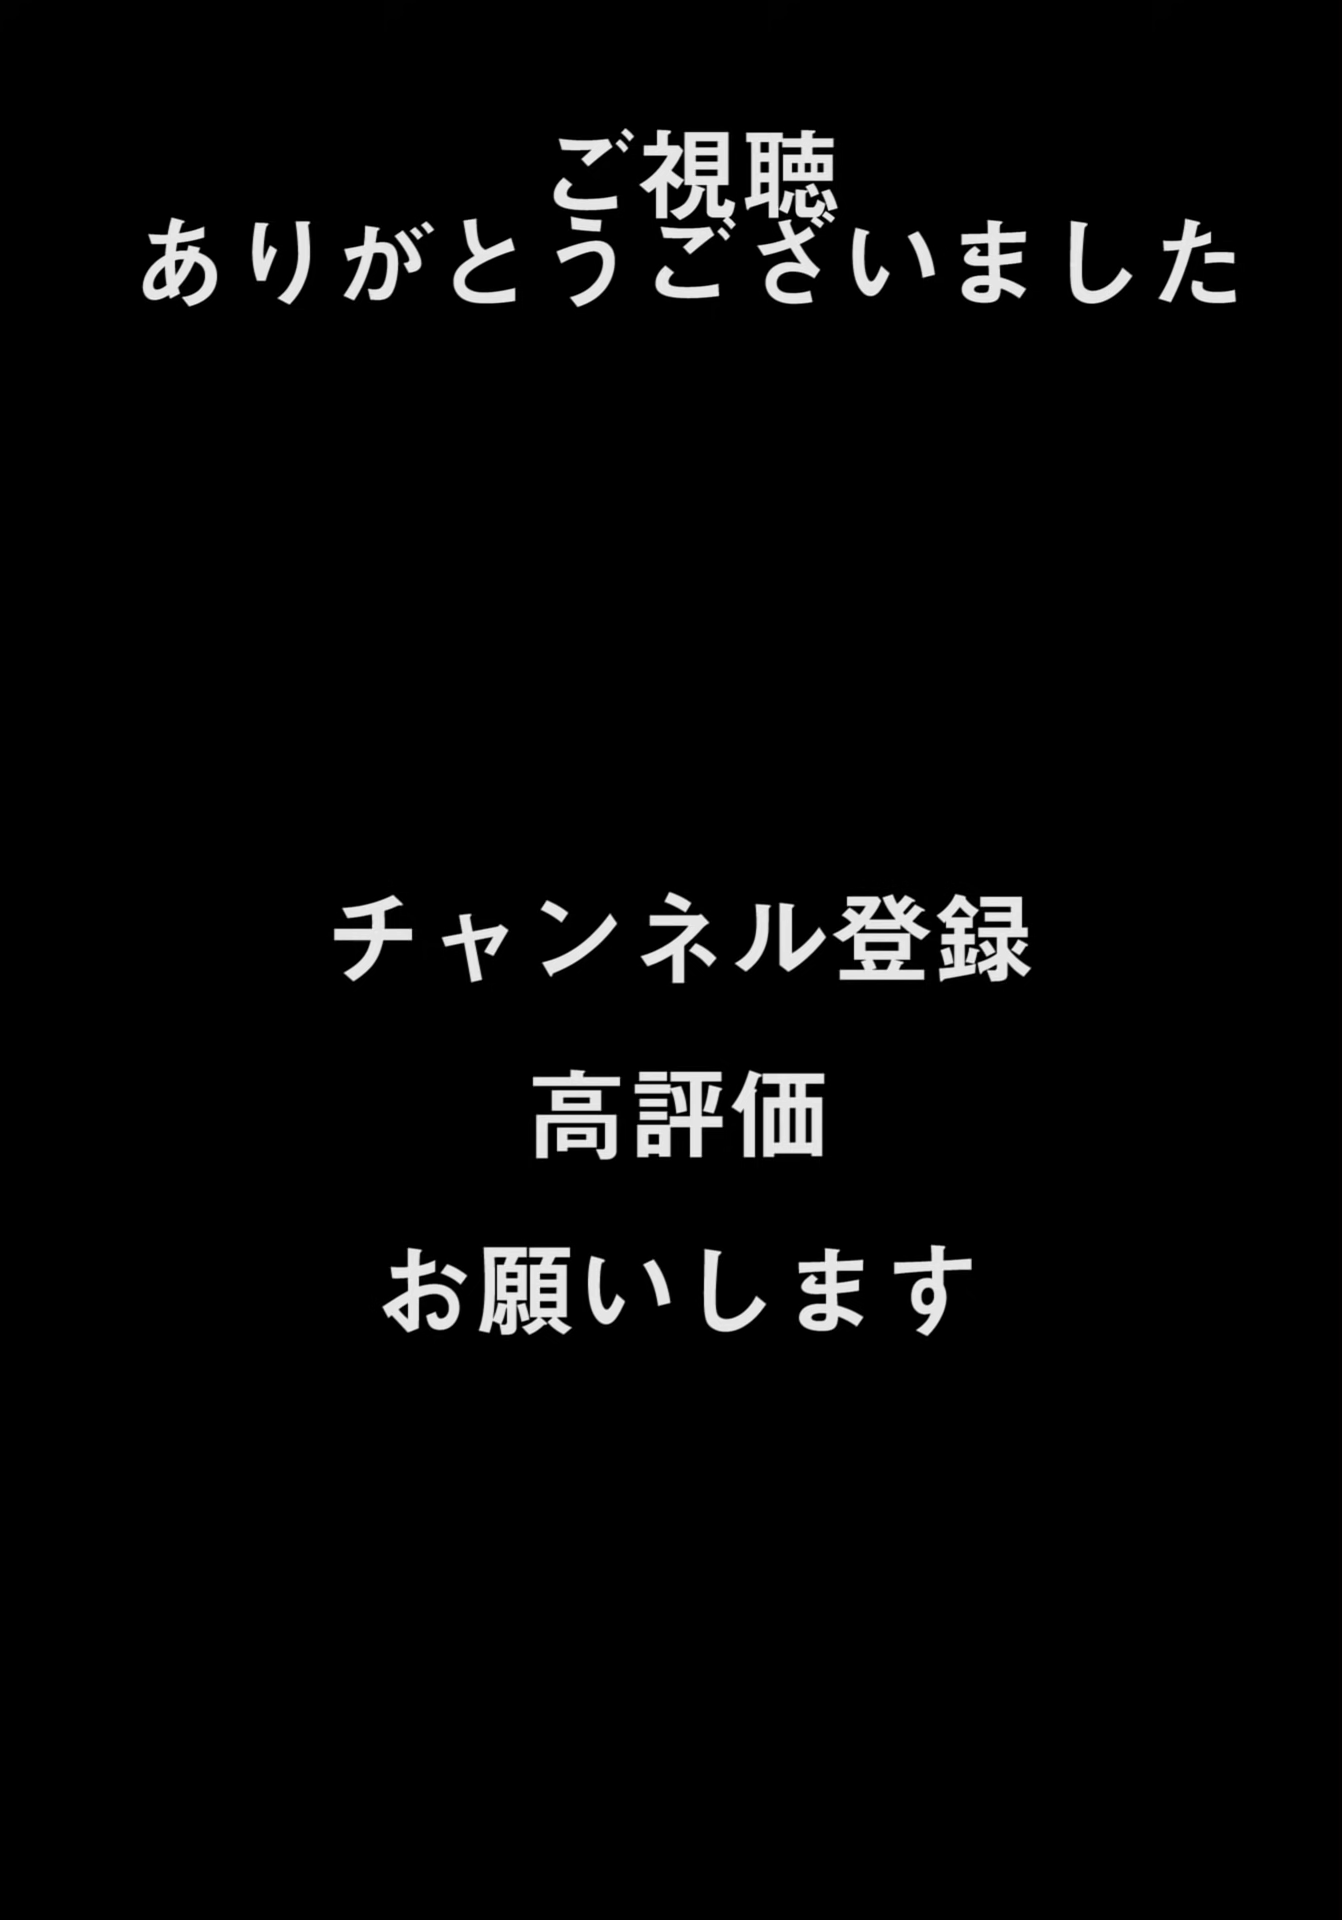 ご視聴
ありがとうございました
チャンネル登録
高評価
お願いします